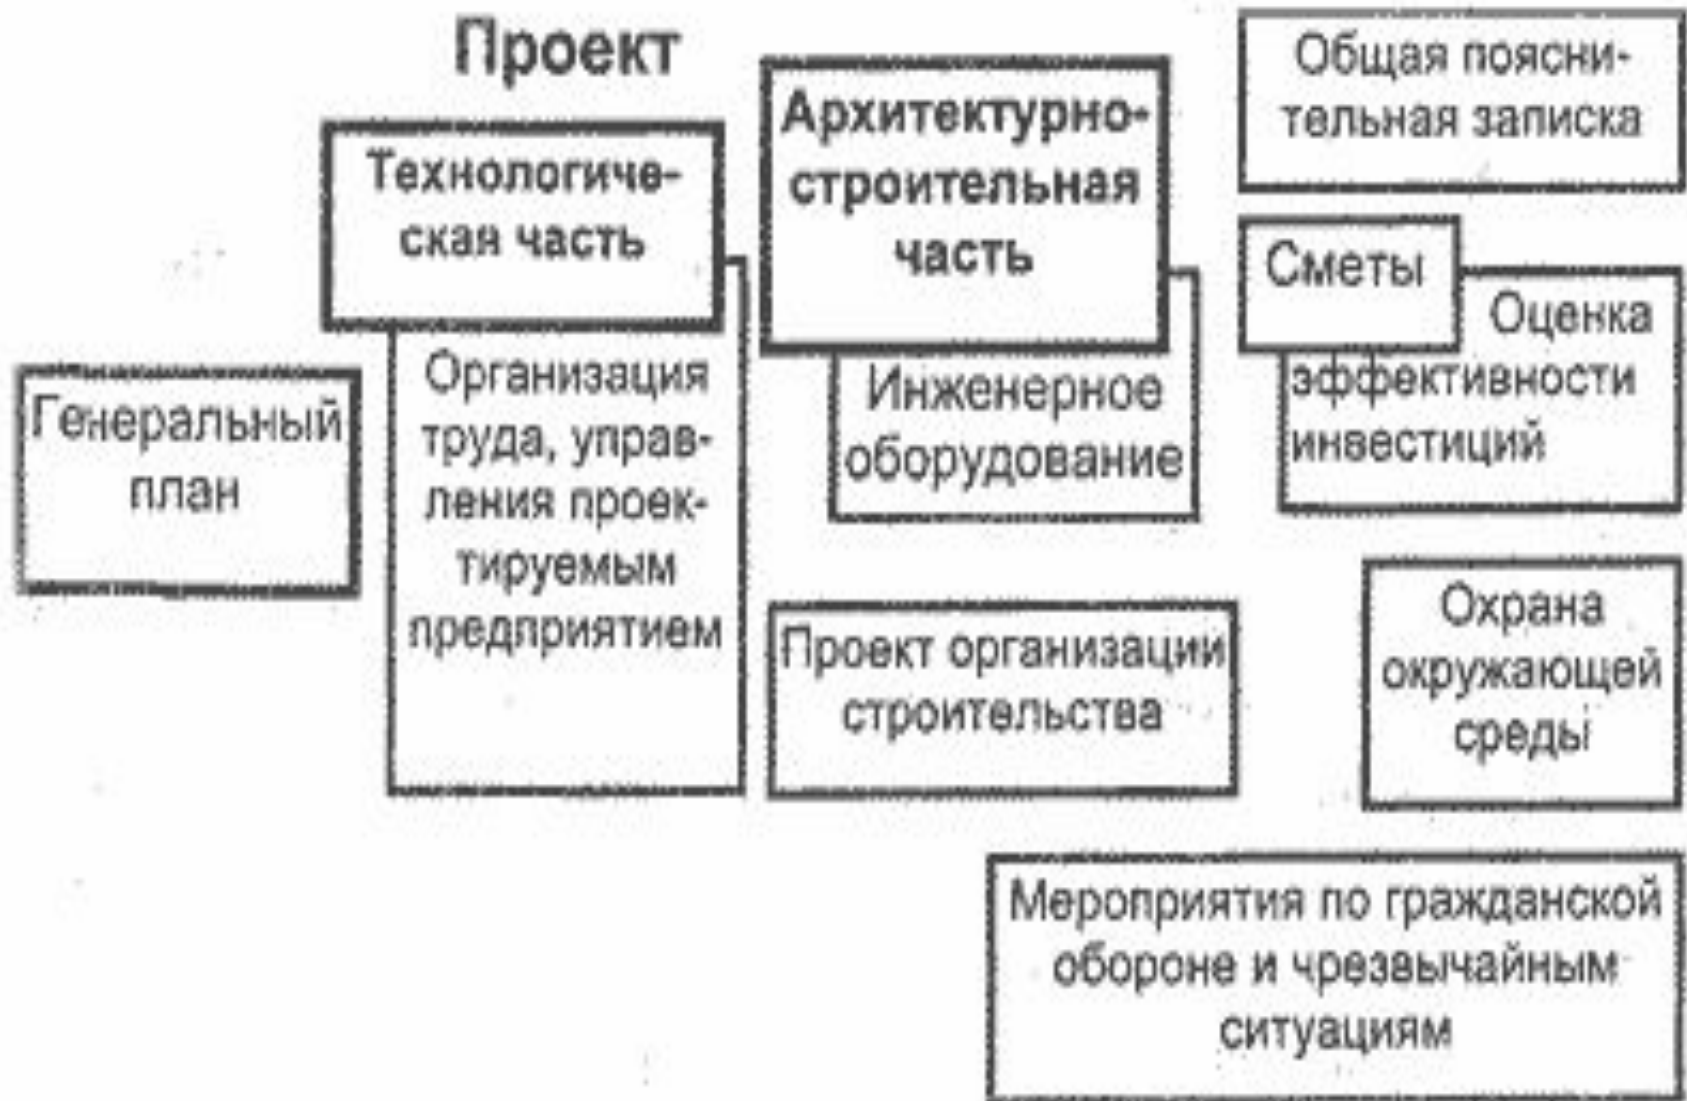 Проект
Технологиче-
ская часть
Архитектурно-
строительная
часть
Общая поясни-
тельная записка
Генеральный
план
Организация
труда, управ-
ления проек-
тируемым
предприятием
Инженерное
оборудование
Сметы
Оценка
эффективности
инвестиций
Проект организации
строительства
Охрана
окружающей
среды
Мероприятия по гражданской
обороне и чрезвычайным
ситуациям